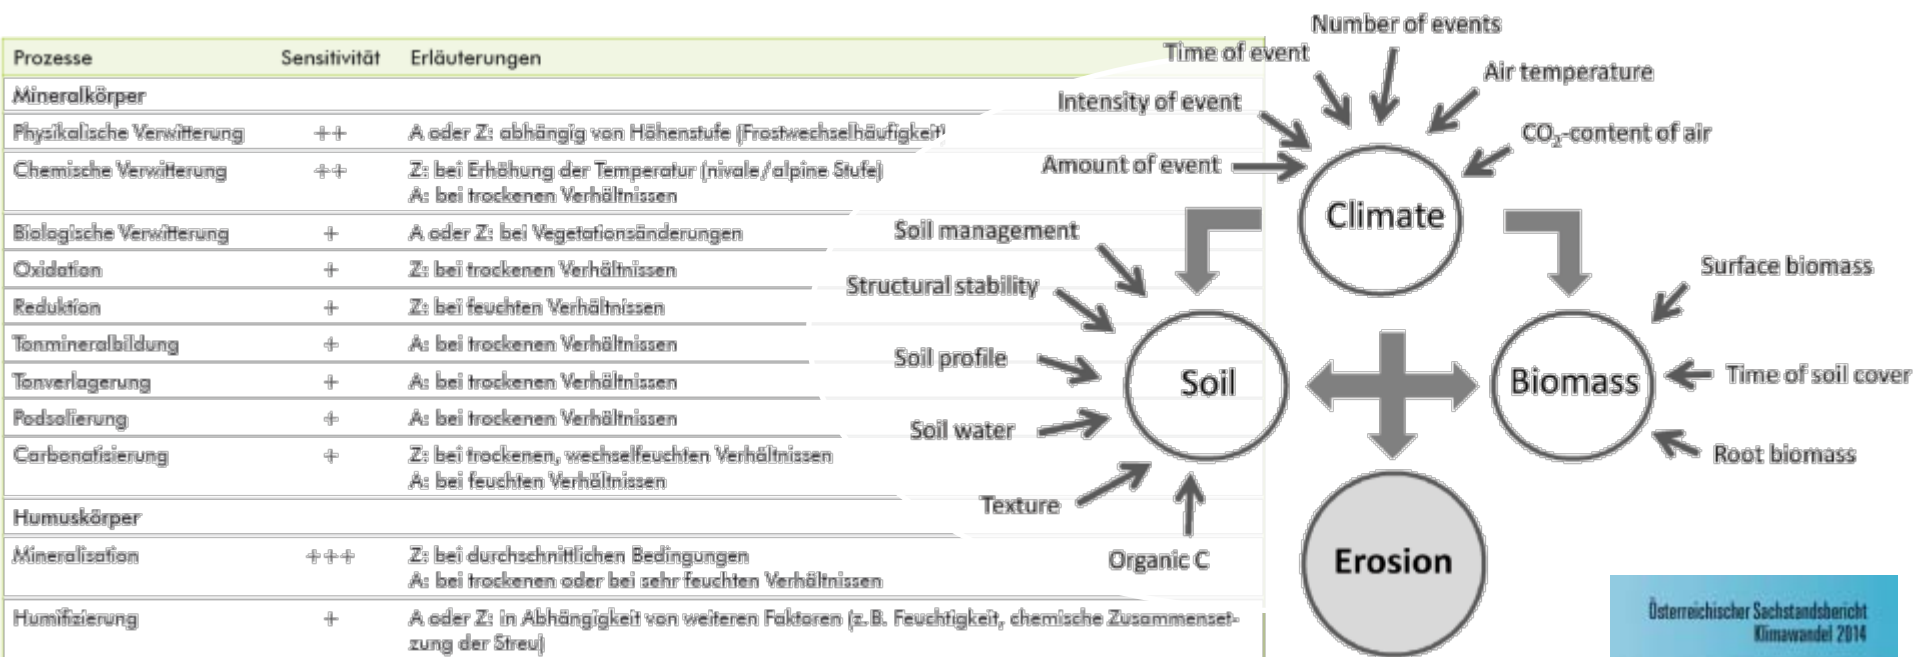 Prozesse Sensitivität Erläuterungen
Mineralkörper
Physikalische Verwitterung ++ A oder Z: abhängig von Höhenstufe (Frostwechselhäufigkeit)
Chemische Verwitterung ++ Z: bei Erhöhung der Temperatur (nivale/alpine Stufe)
A: bei trockenen Verhältnissen
Biologische Verwitterung + A oder Z: bei Vegetationsänderungen
Oxidation + Z: bei trockenen Verhältnissen
Reduktion + Z: bei feuchten Verhältnissen
Tonmineralbildung + A: bei trockenen Verhältnissen
Tonverlagerung + A: bei trockenen Verhältnissen
Podsolierung + A: bei trockenen Verhältnissen
Carbonatisierung + Z: bei trockenen, wechselfeuchten Verhältnissen
A: bei feuchten Verhältnissen
Humuskörper
Mineralisation +++ Z: bei durchschnittlichen Bedingungen
A: bei trockenen oder bei sehr feuchten Verhältnissen
Humifizierung + A oder Z: in Abhängigkeit von weiteren Faktoren (z.B. Feuchtigkeit, chemische Zusammenset-
zung der Streu)
Number of events
Time of event
Air temperature
Intensity of event
CO₂-content of air
Amount of event
Climate
Soil management
Surface biomass
Structural stability
Soil profile
Soil
Biomass
Time of soil cover
Soil water
Root biomass
Texture
Organic C
Erosion
Österreichischer Sachstandsbericht
Klimawandel 2014